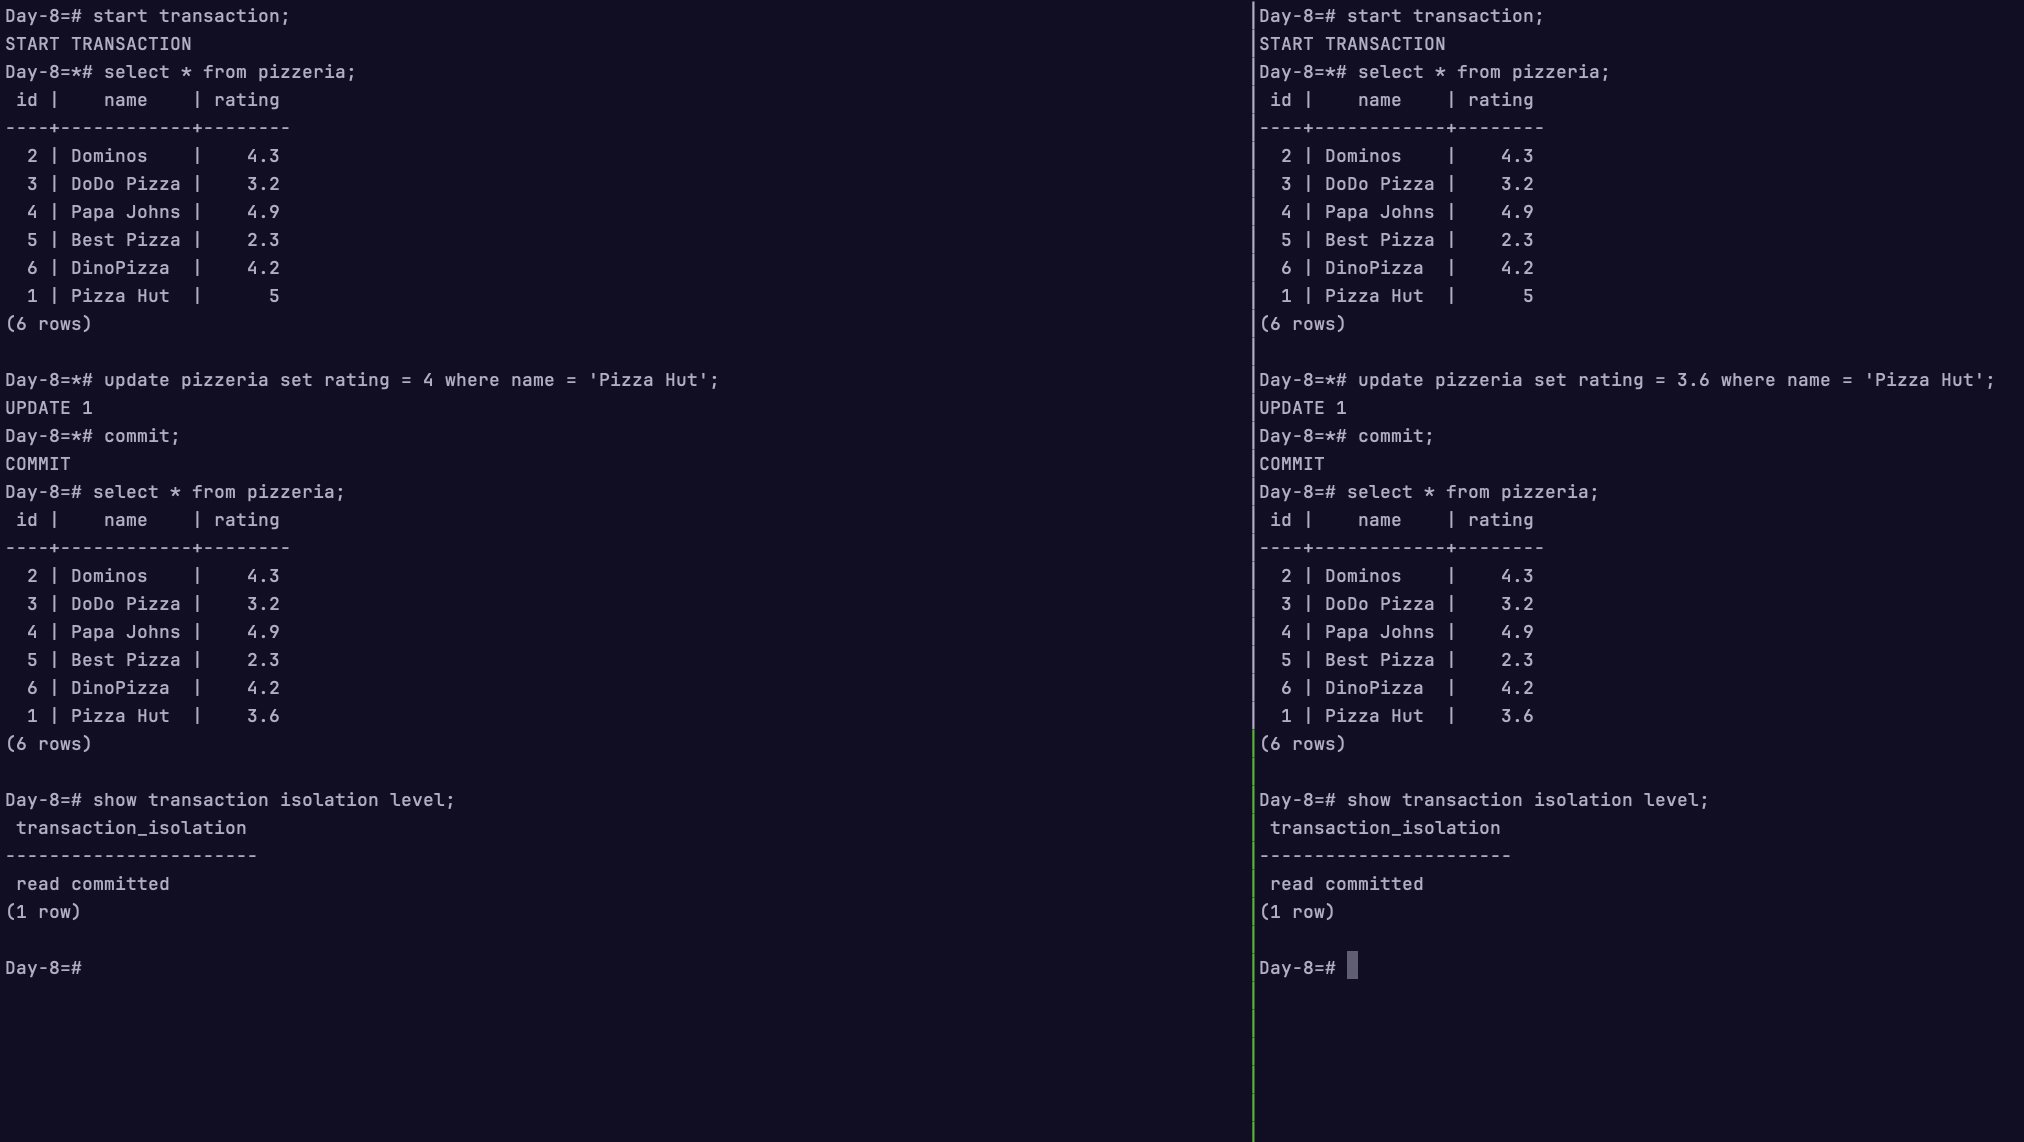 Day-8=# start transaction;
START TRANSACTION
Day-8=*# select * from pizzeria;
 id |    name    | rating
----+------------+--------
  2 | Dominos    |    4.3
  3 | DoDo Pizza |    3.2
  4 | Papa Johns |    4.9
  5 | Best Pizza |    2.3
  6 | DinoPizza  |    4.2
  1 | Pizza Hut  |      5
(6 rows)

Day-8=*# update pizzeria set rating = 4 where name = 'Pizza Hut';
UPDATE 1
Day-8=*# commit;
COMMIT
Day-8=# select * from pizzeria;
 id |    name    | rating
----+------------+--------
  2 | Dominos    |    4.3
  3 | DoDo Pizza |    3.2
  4 | Papa Johns |    4.9
  5 | Best Pizza |    2.3
  6 | DinoPizza  |    4.2
  1 | Pizza Hut  |    3.6
(6 rows)

Day-8=# show transaction isolation level;
 transaction_isolation
-----------------------
 read committed
(1 row)

Day-8=#
Day-8=# start transaction;
START TRANSACTION
Day-8=*# select * from pizzeria;
 id |    name    | rating
----+------------+--------
  2 | Dominos    |    4.3
  3 | DoDo Pizza |    3.2
  4 | Papa Johns |    4.9
  5 | Best Pizza |    2.3
  6 | DinoPizza  |    4.2
  1 | Pizza Hut  |      5
(6 rows)

Day-8=*# update pizzeria set rating = 3.6 where name = 'Pizza Hut';
UPDATE 1
Day-8=*# commit;
COMMIT
Day-8=# select * from pizzeria;
 id |    name    | rating
----+------------+--------
  2 | Dominos    |    4.3
  3 | DoDo Pizza |    3.2
  4 | Papa Johns |    4.9
  5 | Best Pizza |    2.3
  6 | DinoPizza  |    4.2
  1 | Pizza Hut  |    3.6
(6 rows)

Day-8=# show transaction isolation level;
 transaction_isolation
-----------------------
 read committed
(1 row)

Day-8=#